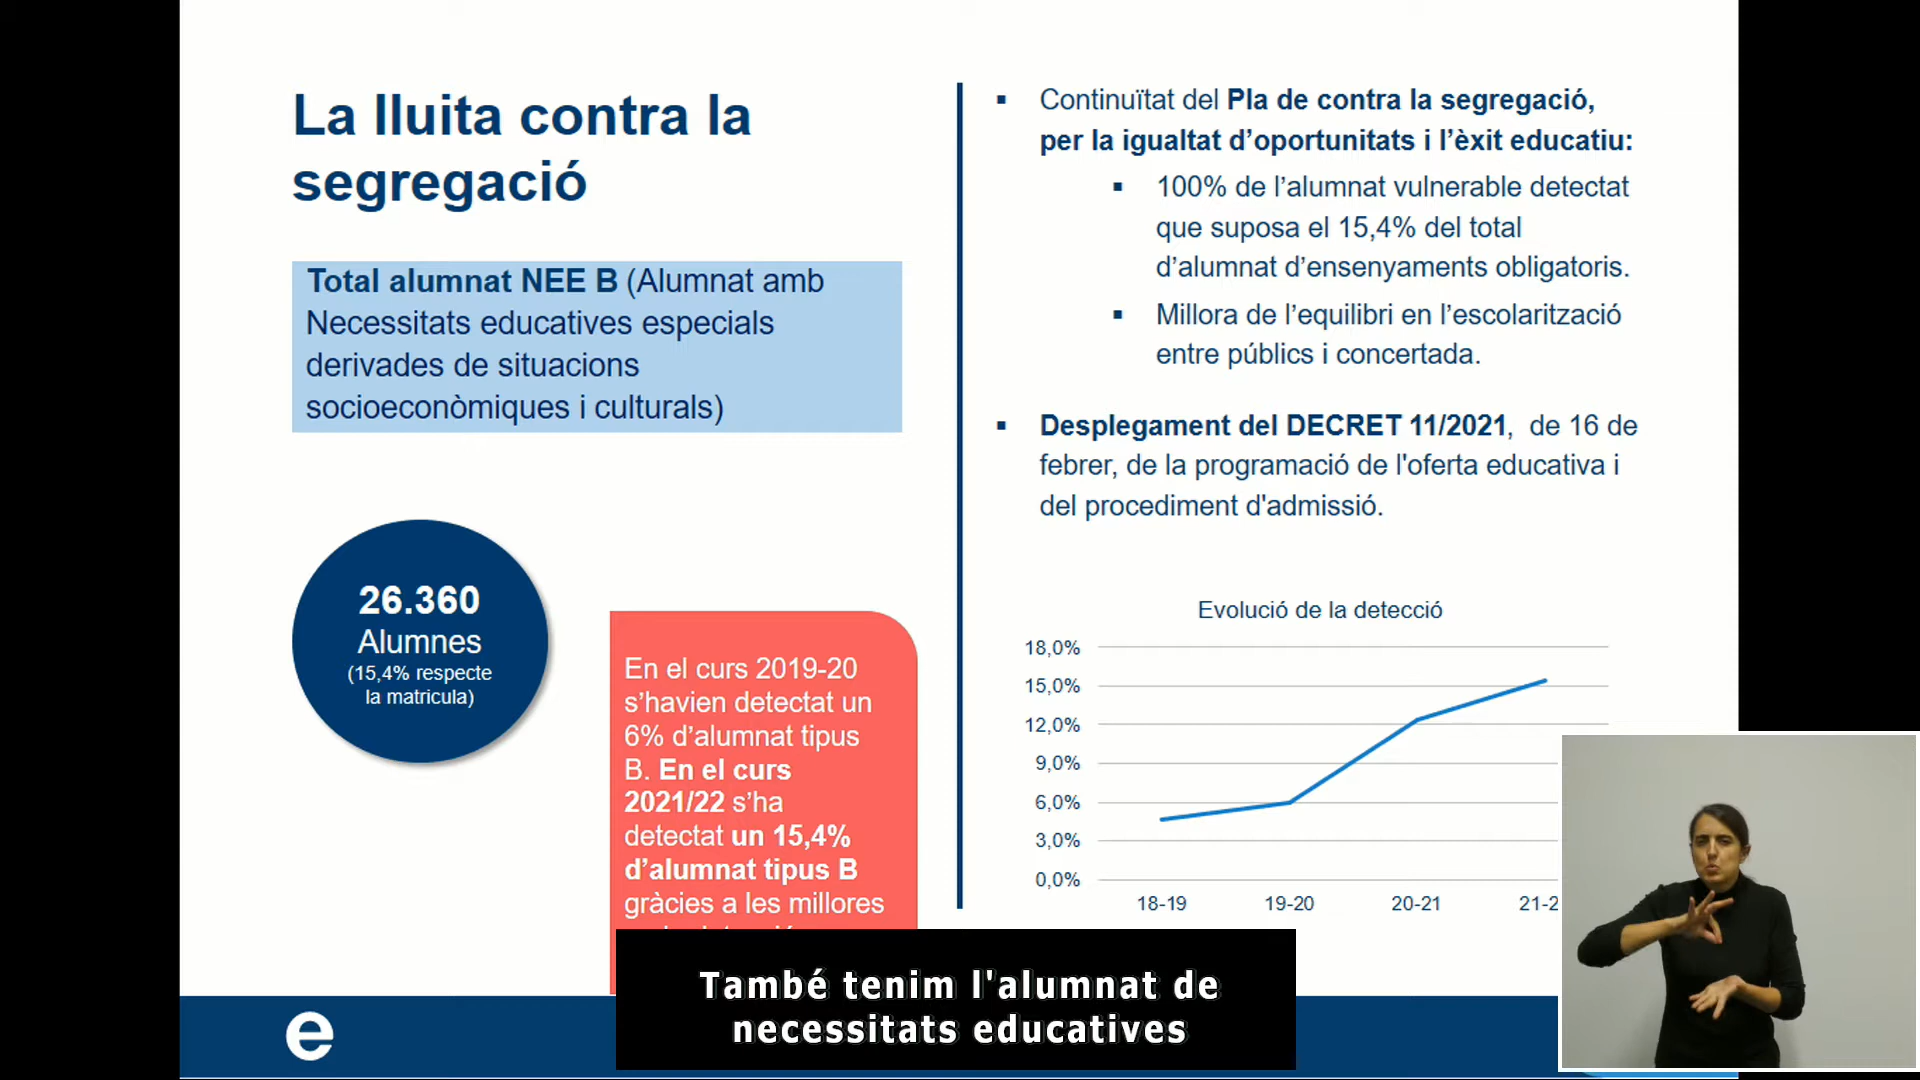 La lluita contra la
segregació
Total alumnat NEE B (Alumnat amb
Necessitats educatives especials
derivades de situacions
socioeconòmiques i culturals)
26.360
Alumnes
(15,4% respecte
la matricula)
En el curs 2019-20
s’havien detectat un
6% d’alumnat tipus
B. En el curs
2021/22 s’ha
detectat un 15,4%
d’alumnat tipus B
gràcies a les millores
▪ Continuïtat del Pla de contra la segregació,
per la igualtat d’oportunitats i l’èxit educatiu:
▪ 100% de l’alumnat vulnerable detectat
que suposa el 15,4% del total
d’alumnat d’ensenyaments obligatoris.
▪ Millora de l’equilibri en l’escolarització
entre públics i concertada.
▪ Desplegament del DECRET 11/2021, de 16 de
febrer, de la programació de l'oferta educativa i
del procediment d'admissió.
Evolució de la detecció
18,0%
15,0%
12,0%
9,0%
6,0%
3,0%
0,0%
18-19 19-20 20-21 21-2
e
També tenim l'alumnat de
necessitats educatives